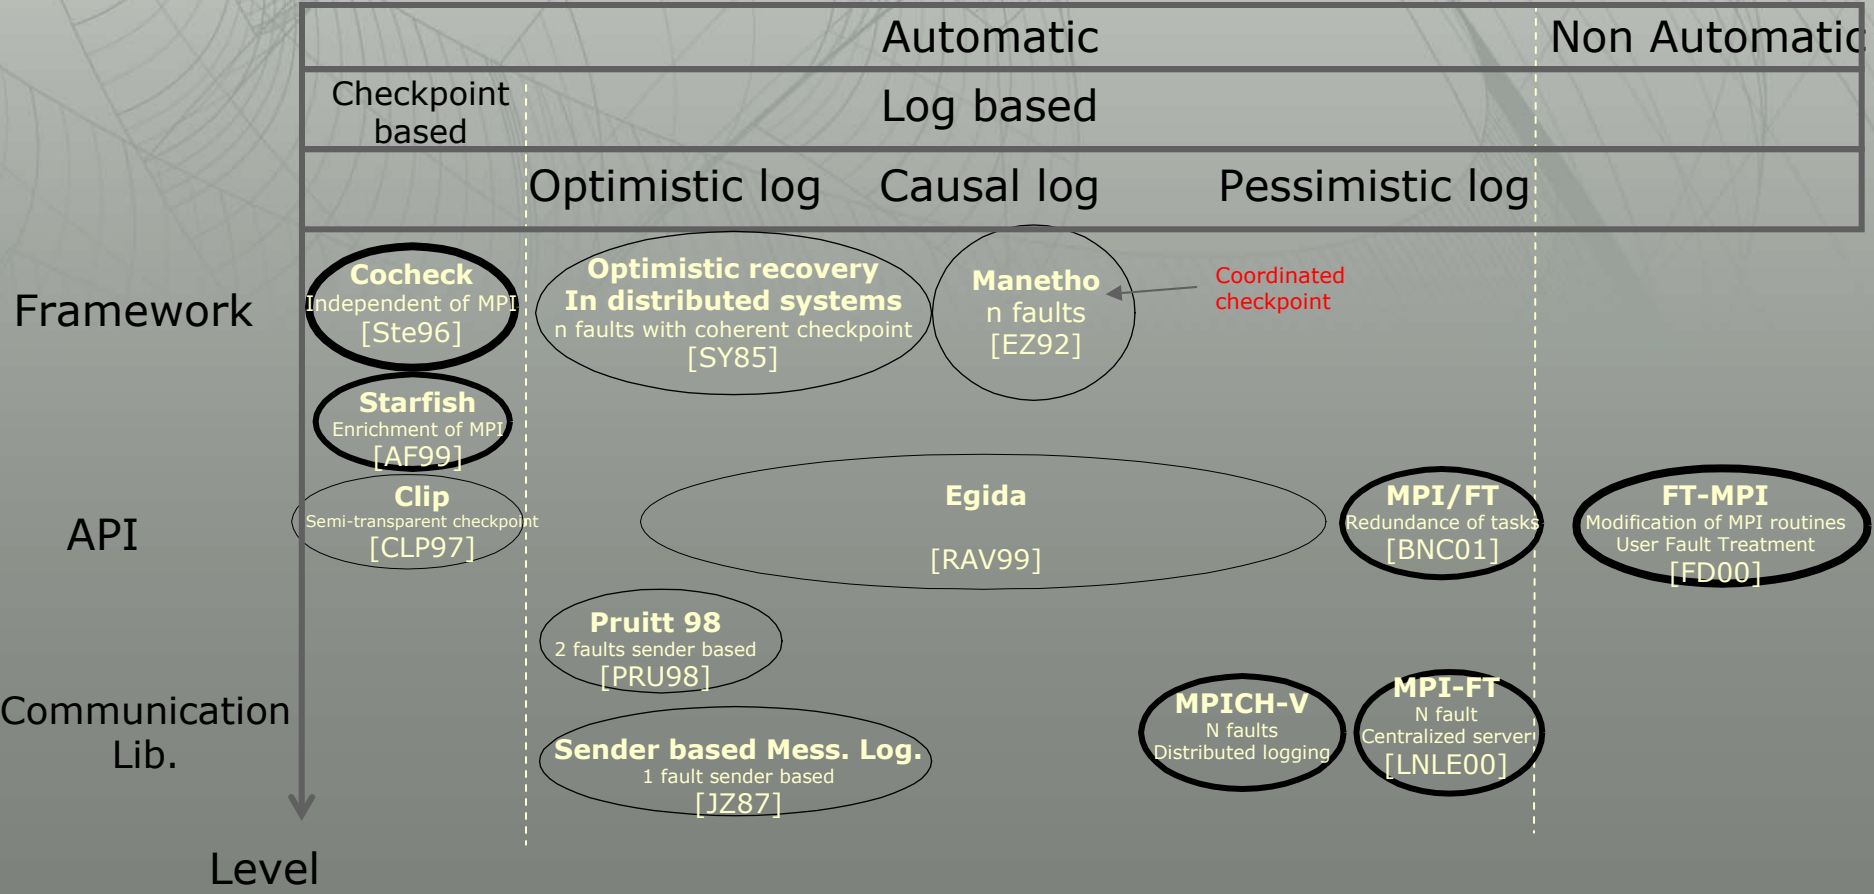 Automatic
Non Automatic
Checkpoint
based
Log based
Optimistic log
Causal log
Pessimistic log
Framework
Cocheck
Independent of MPI
[Ste96]
Optimistic recovery
In distributed systems
n faults with coherent checkpoint
[SY85]
Manetho
n faults
[EZ92]
Coordinated
checkpoint
Starfish
Enrichment of MPI
[AF99]
API
Clip
Semi-transparent checkpoint
[CLP97]
Egida
[RAV99]
MPI/FT
Redundance of tasks
[BNC01]
FT-MPI
Modification of MPI routines
User Fault Treatment
[FD00]
Pruitt 98
2 faults sender based
[PRU98]
Communication
Lib.
Sender based Mess. Log.
1 fault sender based
[JZ87]
MPICH-V
N faults
Distributed logging
MPI-FT
N fault
Centralized server
[LNLE00]
Level